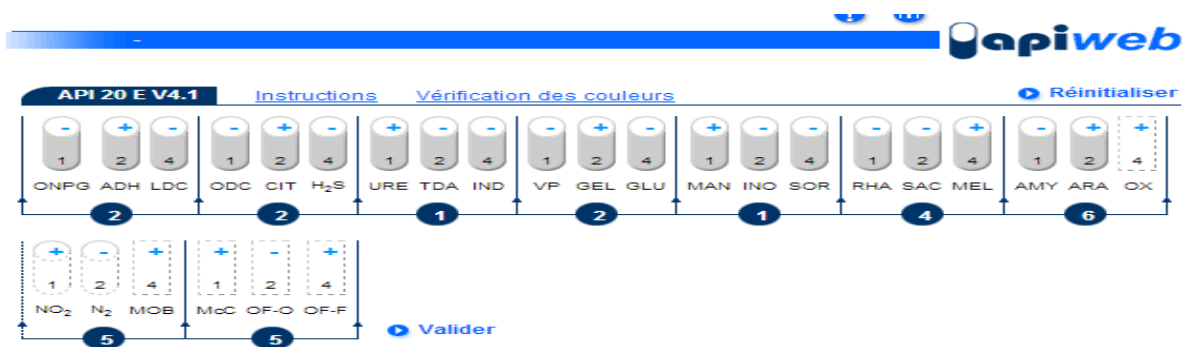 apiweb
API 20 E V4.1 Instructions Vérification des couleurs Réinitialiser
- + - - + - + - - - + - + - - - - + - + +
1 2 4 1 2 4 1 2 4 1 2 4 1 2 4 1 2 4 1 2 4
ONPG ADH LDC ODC CIT H₂S URE TDA IND VP GEL GLU MAN INO SOR RHA SAC MEL AMY ARA OX
2 2 1 2 1 4 6
+ - + + - +
1 2 4 1 2 4
NO₂ N₂ MOB McC OF-O OF-F
5 5 Valider